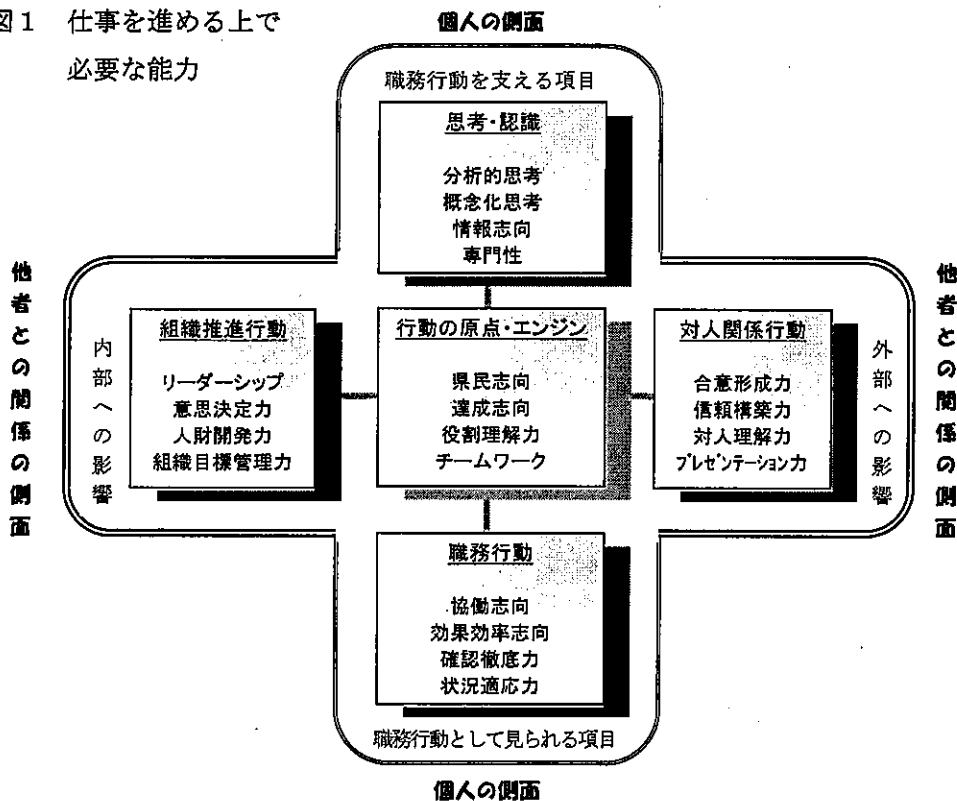 図1 仕事を進める上で
必要な能力
個人の側面
職務行動を支える項目
思考・認識
分析的思考
概念化思考
情報志向
専門性
他者との関係の側面
内部への影響
組織推進行動
リーダーシップ
意思決定力
人財開発力
組織目標管理力
行動の原点・エンジン
県民志向
達成志向
役割理解力
チームワーク
対人関係行動
合意形成力
信頼構築力
対人理解力
プレゼンテーション力
外部への影響
他者との関係の側面
職務行動
協働志向
効果効率志向
確認徹底力
状況適応力
職務行動として見られる項目
個人の側面